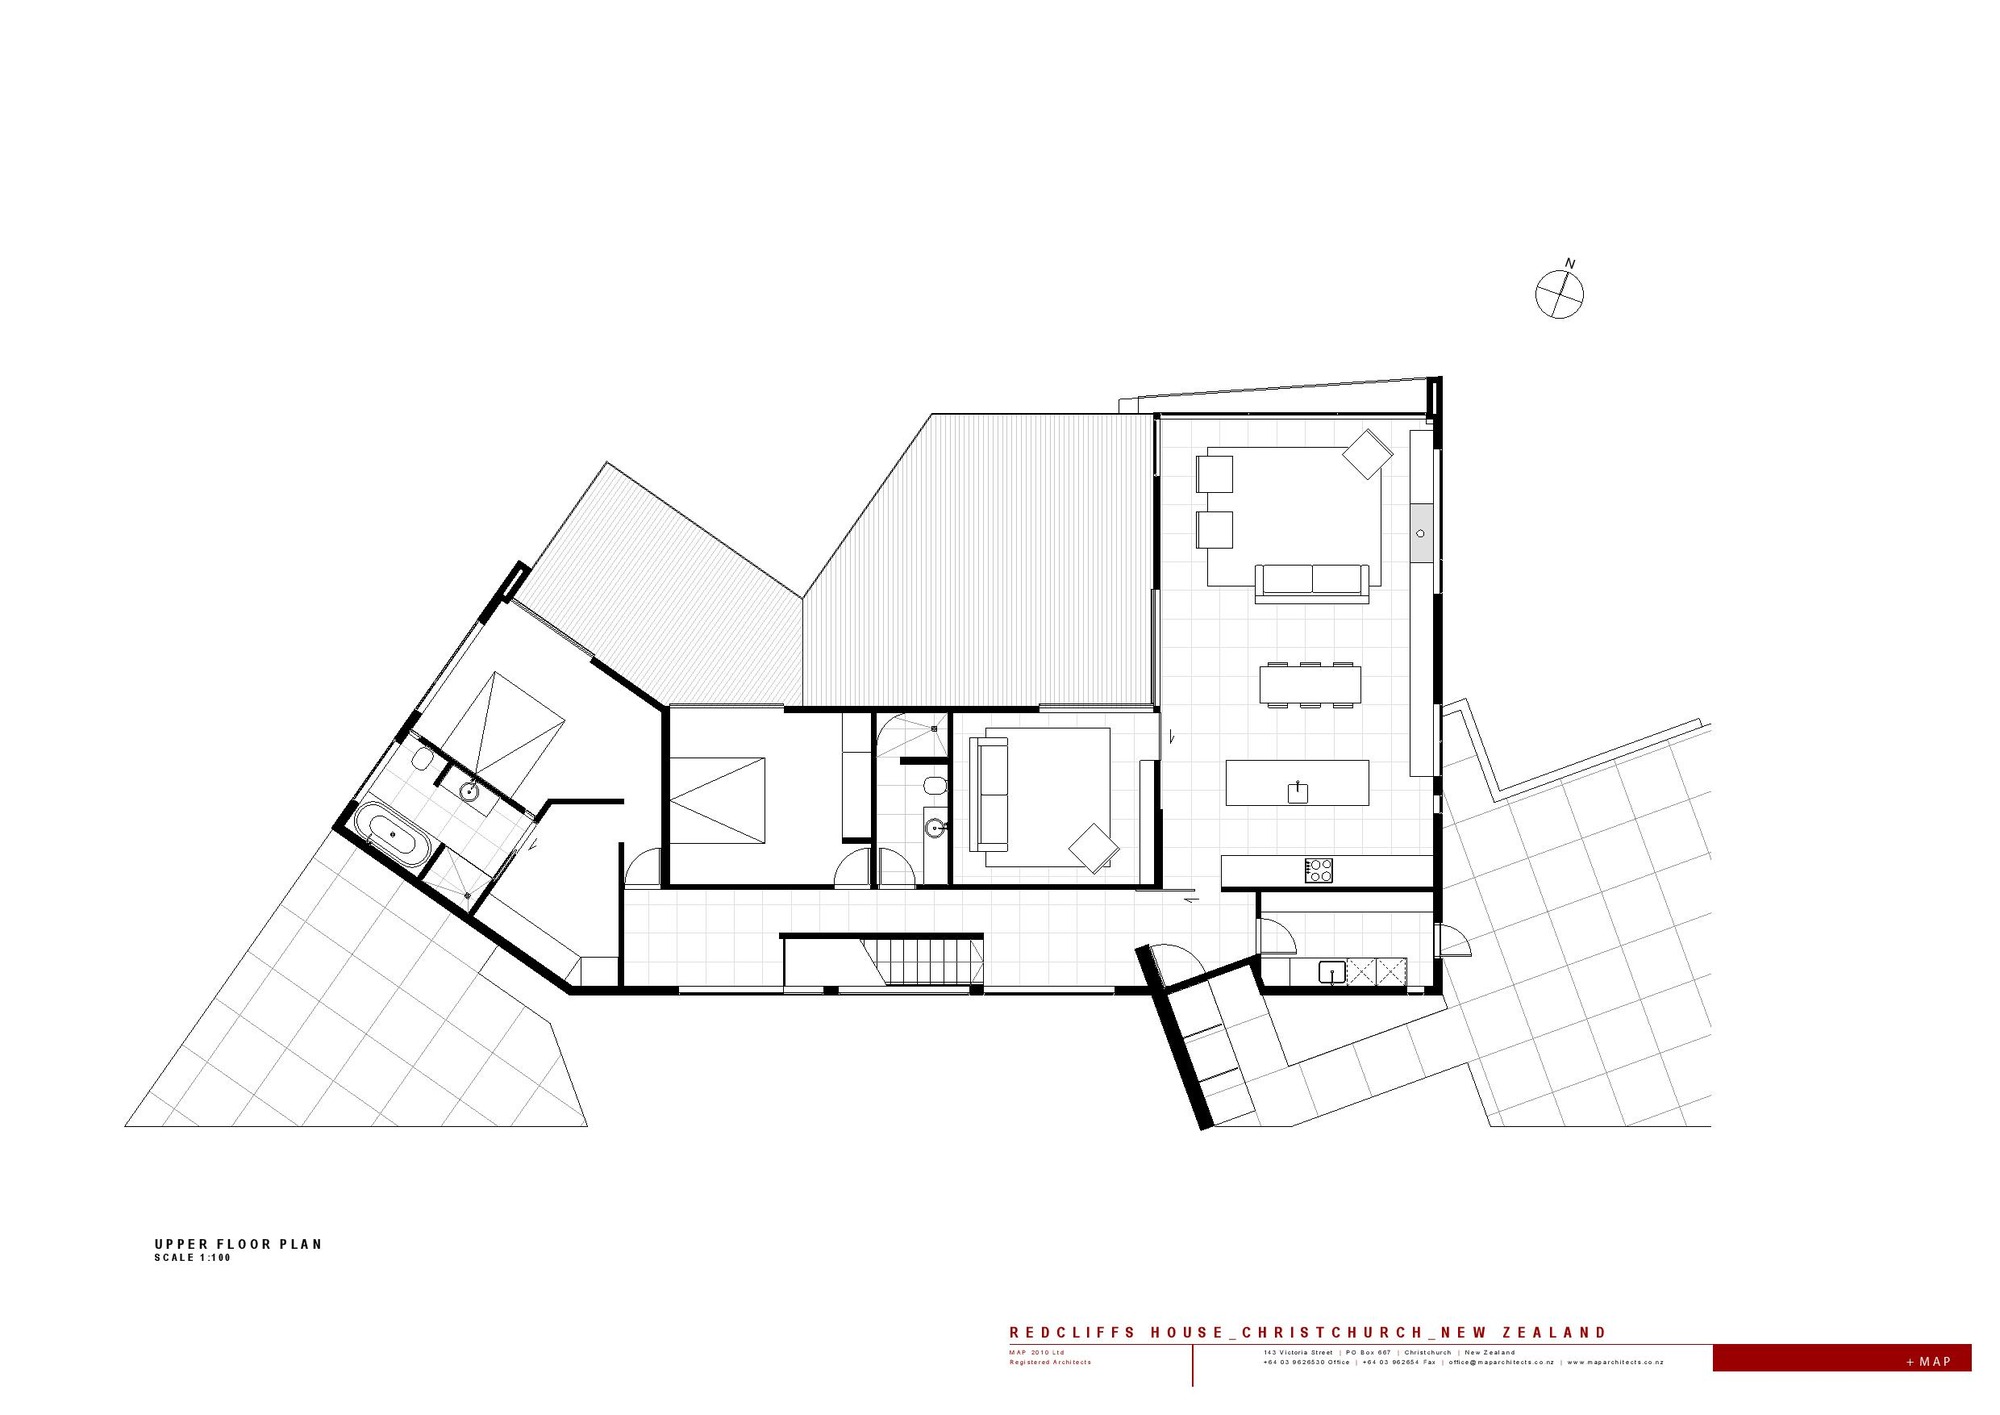 N
UPPER FLOOR PLAN
SCALE 1:100
REDCLIFFS HOUSE_CHRISTCHURCH_NEW ZEALAND
MAP 2010 Ltd
Registered Architects
143 Victoria Street | PO Box 667 | Christchurch | New Zealand
+64 03 9626530 Office | +64 03 962654 Fax | office@maparchitects.co.nz | www.maparchitects.co.nz
+MAP